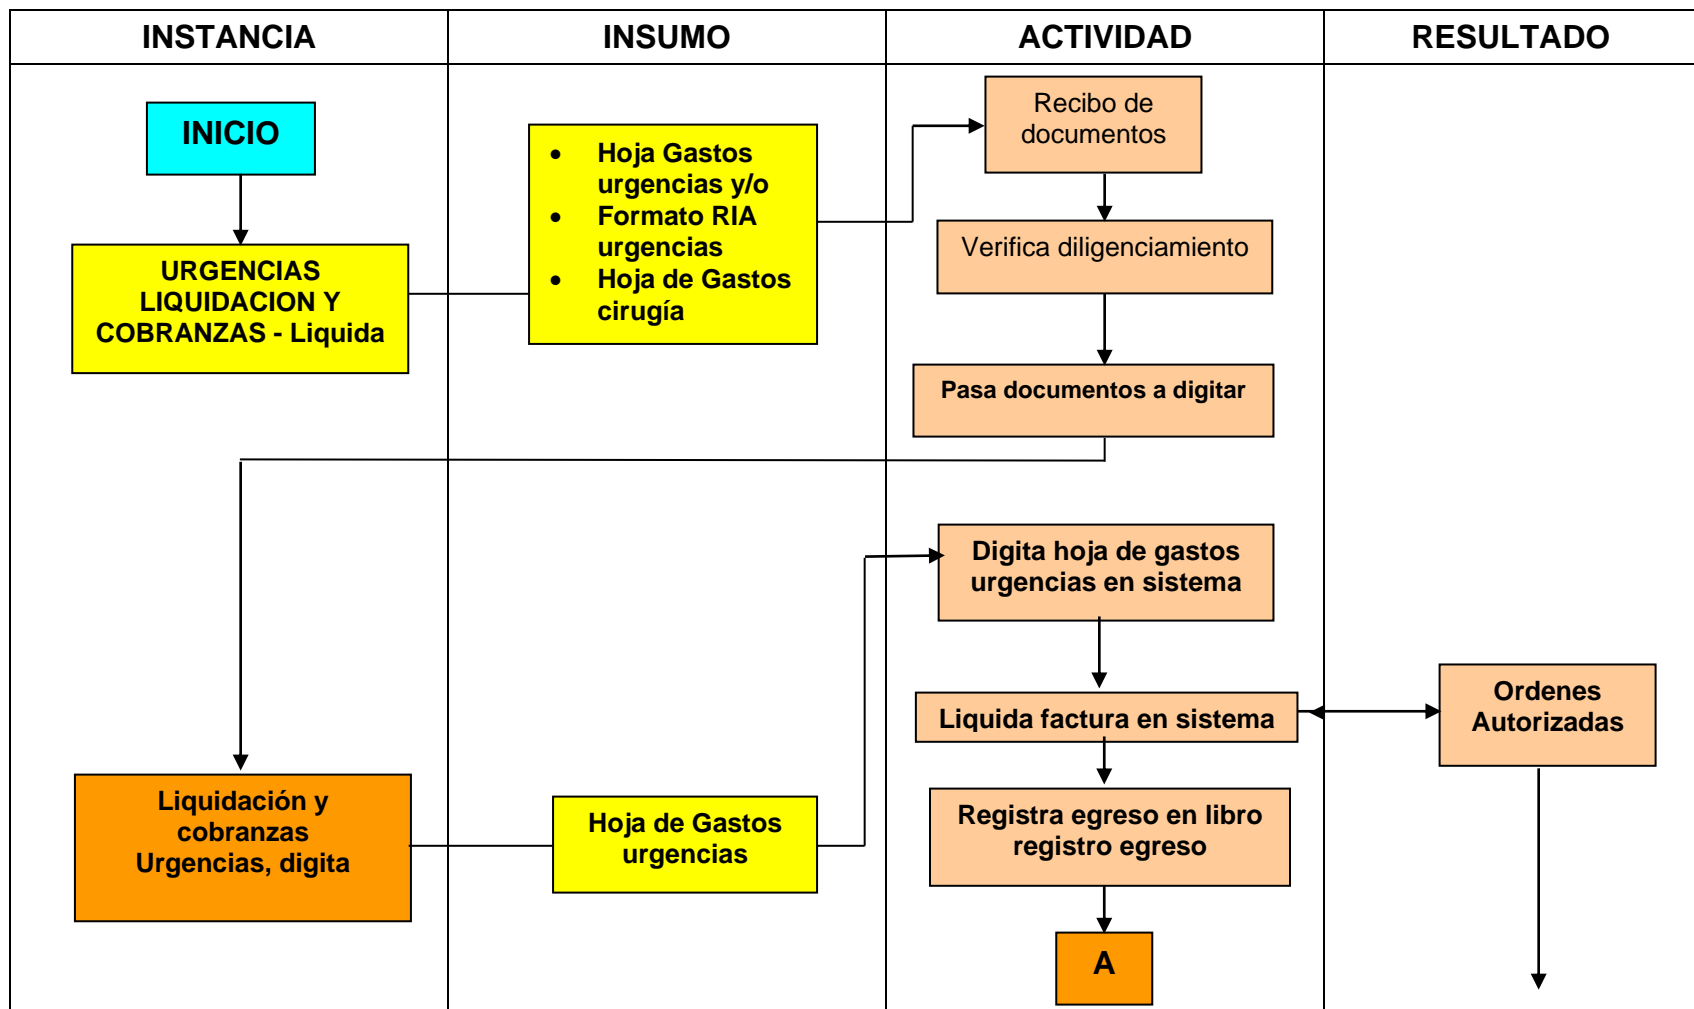 INSTANCIA
INSUMO
ACTIVIDAD
RESULTADO
INICIO
URGENCIAS
LIQUIDACION Y
COBRANZAS - Liquida
• Hoja Gastos
urgencias y/o
• Formato RIA
urgencias
• Hoja de Gastos
cirugía
Recibo de
documentos
Verifica diligenciamiento
Pasa documentos a digitar
Digita hoja de gastos
urgencias en sistema
Liquida factura en sistema
Ordenes
Autorizadas
Liquidación y
cobranzas
Urgencias, digita
Hoja de Gastos
urgencias
Registra egreso en libro
registro egreso
A